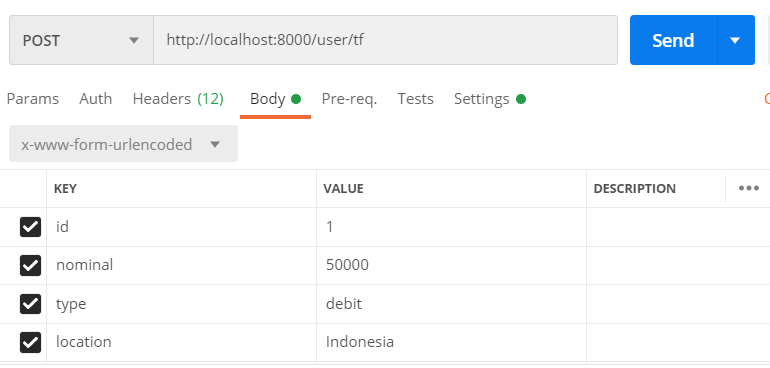 POST http://localhost:8000/user/tf Send
Params Auth Headers (12) Body Pre-req. Tests Settings
x-www-form-urlencoded
KEY VALUE DESCRIPTION
id 1
nominal 50000
type debit
location Indonesia